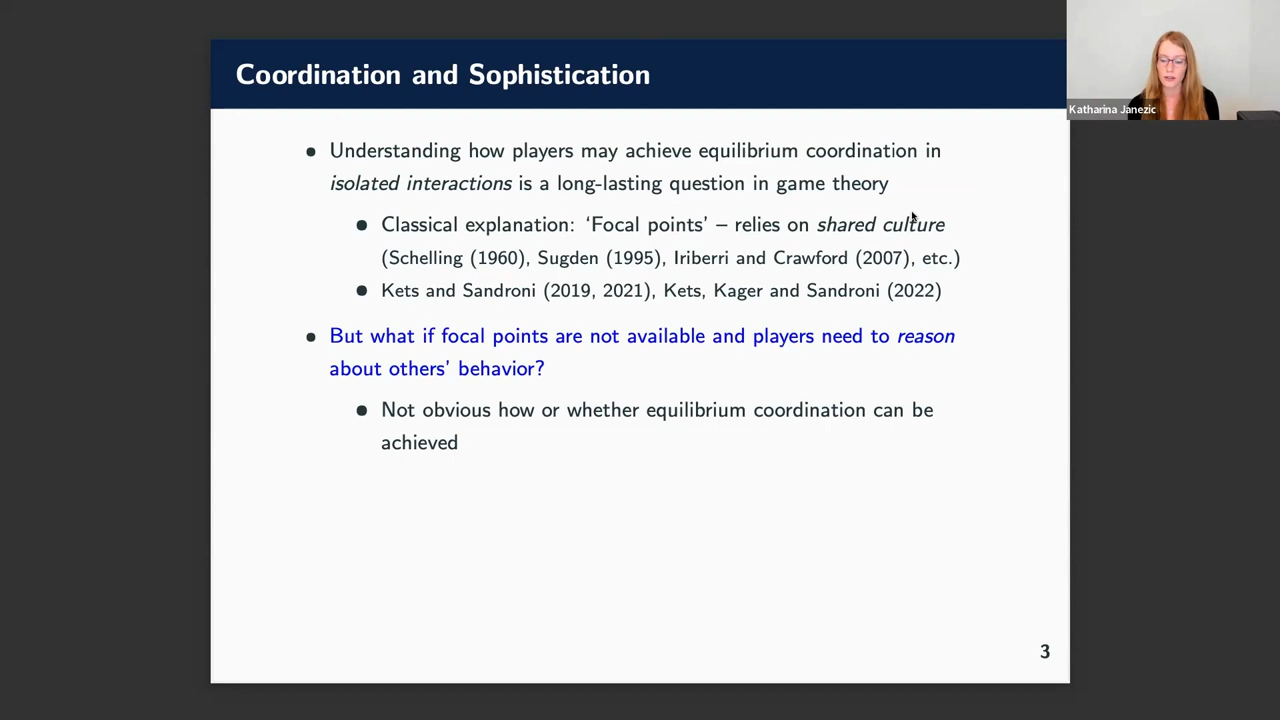 Coordination and Sophistication
Katharina Janezic
• Understanding how players may achieve equilibrium coordination in
isolated interactions is a long-lasting question in game theory
• Classical explanation: ‘Focal points’ – relies on shared culture
(Schelling (1960), Sugden (1995), Iriberri and Crawford (2007), etc.)
• Kets and Sandroni (2019, 2021), Kets, Kager and Sandroni (2022)
• But what if focal points are not available and players need to reason
about others’ behavior?
• Not obvious how or whether equilibrium coordination can be
achieved
3